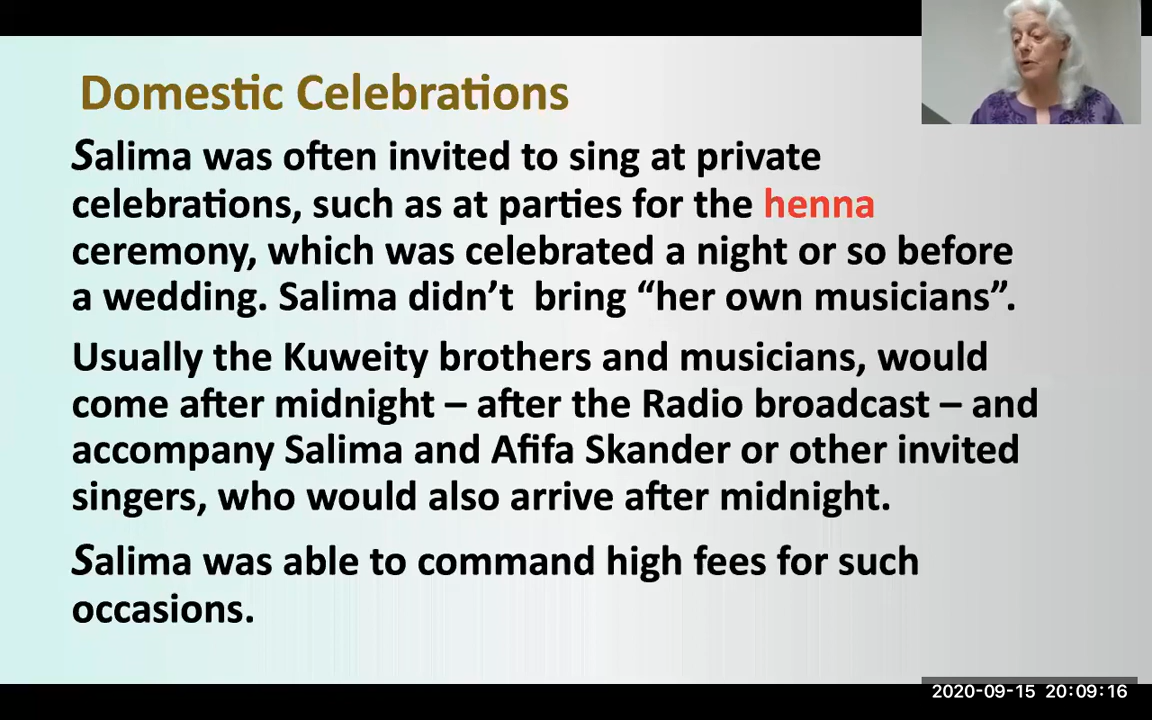 Domestic Celebrations
Salima was often invited to sing at private
celebrations, such as at parties for the henna
ceremony, which was celebrated a night or so before
a wedding. Salima didn’t  bring “her own musicians”.
Usually the Kuweity brothers and musicians, would
come after midnight – after the Radio broadcast – and
accompany Salima and Afifa Skander or other invited
singers, who would also arrive after midnight.
Salima was able to command high fees for such
occasions.
2020-09-15 20:09:16